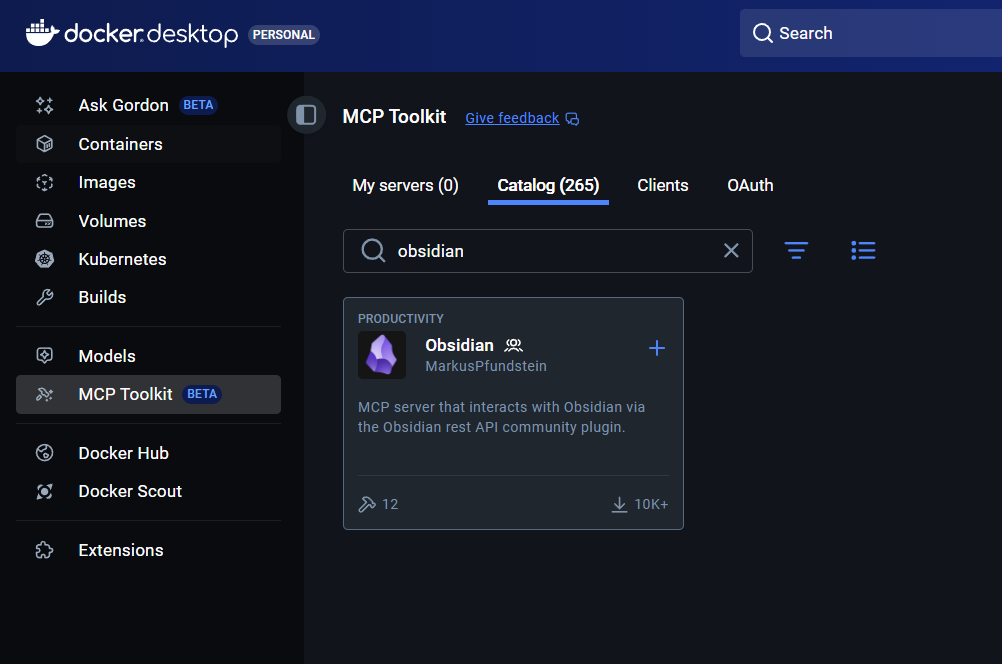 docker.desktop PERSONAL
Search
Ask Gordon BETA
Containers
Images
Volumes
Kubernetes
Builds
Models
MCP Toolkit BETA
Docker Hub
Docker Scout
Extensions
MCP Toolkit Give feedback
My servers (0) Catalog (265) Clients OAuth
obsidian
PRODUCTIVITY
Obsidian
MarkusPfundstein
MCP server that interacts with Obsidian via
the Obsidian rest API community plugin.
12 10K+